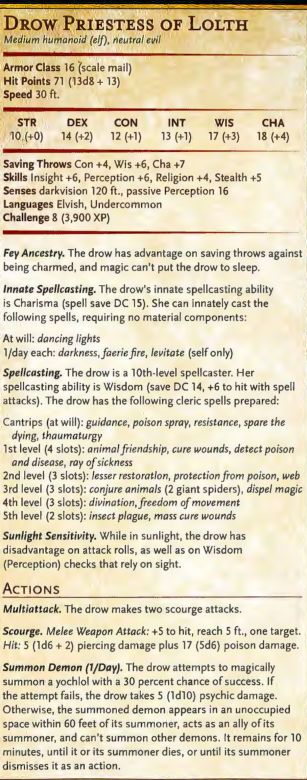 DROW PRIESTESS OF LOLTH
Medium humanoid (elf), neutral evil
Armor Class 16 (scale mail)
Hit Points 71 (13d8 + 13)
Speed 30 ft.
STR DEX CON INT WIS CHA
10 (+0) 14 (+2) 12 (+1) 13 (+1) 17 (+3) 18 (+4)
Saving Throws Con +4, Wis +6, Cha +7
Skills Insight +6, Perception +6, Religion +4, Stealth +5
Senses darkvision 120 ft., passive Perception 16
Languages Elvish, Undercommon
Challenge 8 (3,900 XP)
Fey Ancestry. The drow has advantage on saving throws against
being charmed, and magic can't put the drow to sleep.
Innate Spellcasting. The drow's innate spellcasting ability
is Charisma (spell save DC 15). She can innately cast the
following spells, requiring no material components:
At will: dancing lights
1/day each: darkness, faerie fire, levitate (self only)
Spellcasting. The drow is a 10th-level spellcaster. Her
spellcasting ability is Wisdom (save DC 14, +6 to hit with spell
attacks). The drow has the following cleric spells prepared:
Cantrips (at will): guidance, poison spray, resistance, spare the
dying, thaumaturgy
1st level (4 slots): animal friendship, cure wounds, detect poison
and disease, ray of sickness
2nd level (3 slots): lesser restoration, protection from poison, web
3rd level (3 slots): conjure animals (2 giant spiders), dispel magic
4th level (3 slots): divination, freedom of movement
5th level (2 slots): insect plague, mass cure wounds
Sunlight Sensitivity. While in sunlight, the drow has
disadvantage on attack rolls, as well as on Wisdom
(Perception) checks that rely on sight.
ACTIONS
Multiattack. The drow makes two scourge attacks.
Scourge. Melee Weapon Attack: +5 to hit, reach 5 ft., one target.
Hit: 5 (1d6 + 2) piercing damage plus 17 (5d6) poison damage.
Summon Demon (1/Day). The drow attempts to magically
summon a yochlol with a 30 percent chance of success. If
the attempt fails, the drow takes 5 (1d10) psychic damage.
Otherwise, the summoned demon appears in an unoccupied
space within 60 feet of its summoner, acts as an ally of its
summoner, and can't summon other demons. It remains for 10
minutes, until it or its summoner dies, or until its summoner
dismisses it as an action.